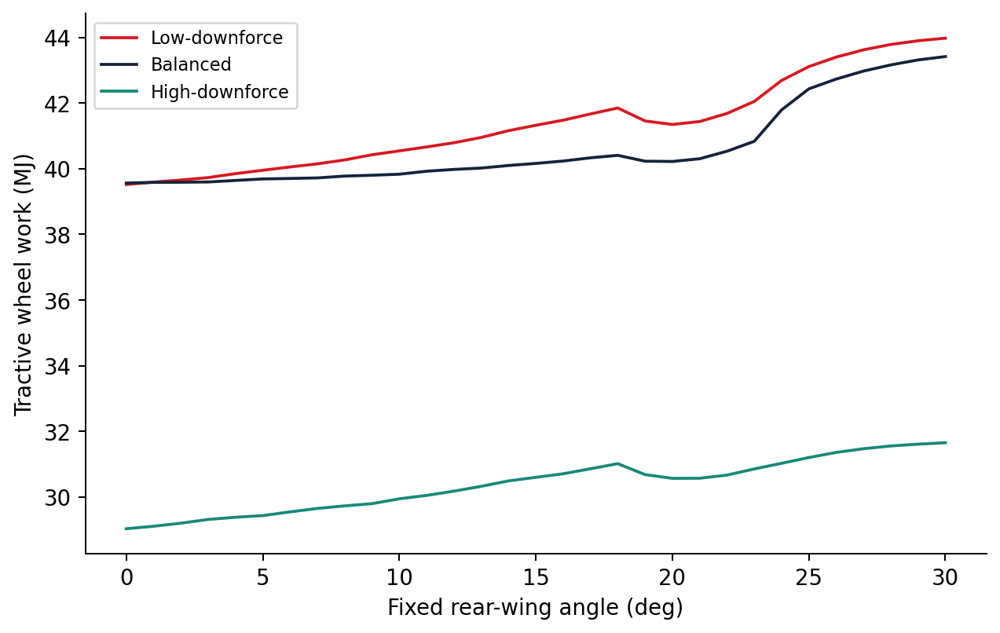 Tractive wheel work (MJ)
44
42
40
38
36
34
32
30
Low-downforce
Balanced
High-downforce
0 5 10 15 20 25 30
Fixed rear-wing angle (deg)